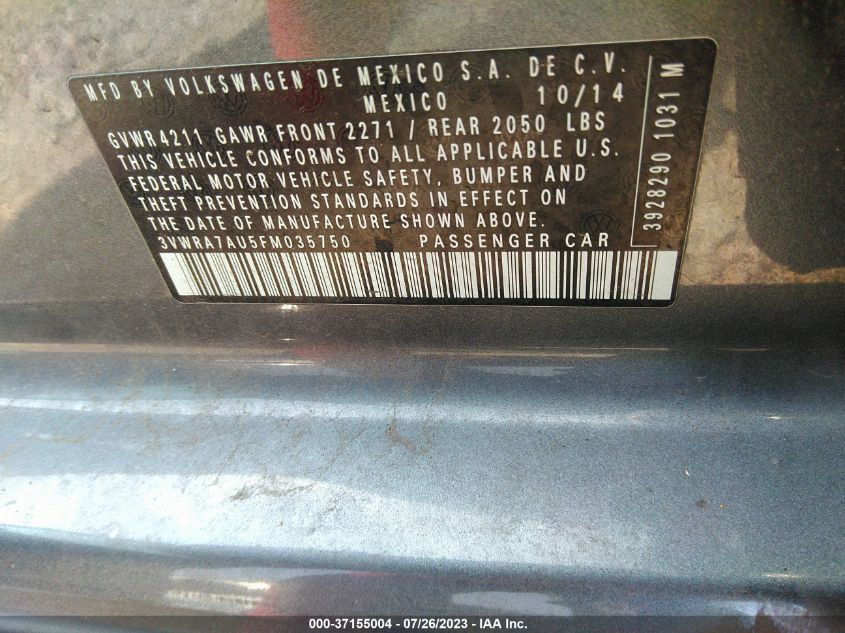 MFD BY VOLKSWAGEN DE MEXICO S.A. DE C.V.
MEXICO 10/14
GVWR 4211 GAWR FRONT 2271 / REAR 2050 LBS
THIS VEHICLE CONFORMS TO ALL APPLICABLE U.S.
FEDERAL MOTOR VEHICLE SAFETY, BUMPER AND
THEFT PREVENTION STANDARDS IN EFFECT ON
THE DATE OF MANUFACTURE SHOWN ABOVE.
3VWRA7AU5FM035750 PASSENGER CAR
3928290 1031 M
000-37155004 / 07/26/2023 - IAA Inc.